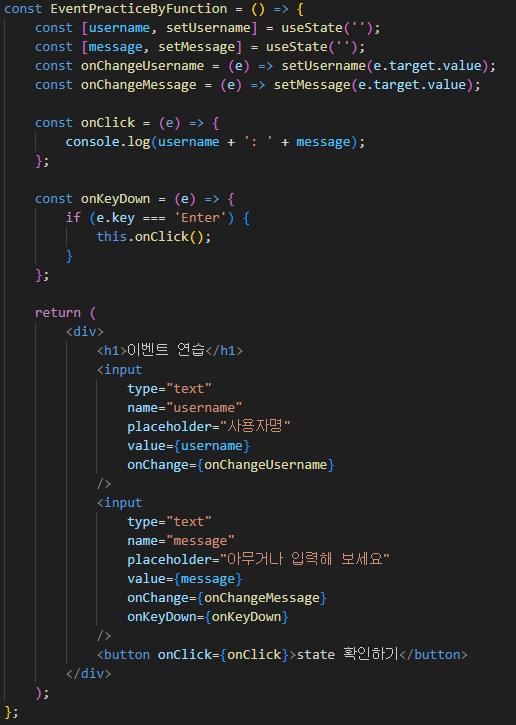 const EventPracticeByFunction = () => {
    const [username, setUsername] = useState('');
    const [message, setMessage] = useState('');
    const onChangeUsername = (e) => setUsername(e.target.value);
    const onChangeMessage = (e) => setMessage(e.target.value);

    const onClick = (e) => {
        console.log(username + ': ' + message);
    };

    const onKeyDown = (e) => {
        if (e.key === 'Enter') {
            this.onClick();
        }
    };

    return (
        <div>
            <h1>이벤트 연습</h1>
            <input
                type="text"
                name="username"
                placeholder="사용자명"
                value={username}
                onChange={onChangeUsername}
            />
            <input
                type="text"
                name="message"
                placeholder="아무거나 입력해 보세요"
                value={message}
                onChange={onChangeMessage}
                onKeyDown={onKeyDown}
            />
            <button onClick={onClick}>state 확인하기</button>
        </div>
    );
};